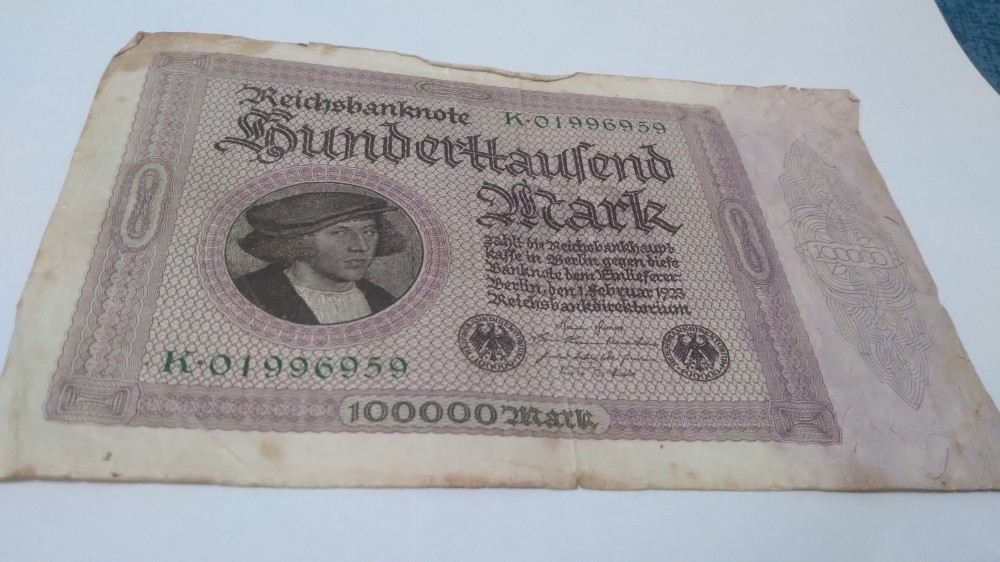 Reichsbanknote
K·01996959
Hunderttauſend
Mark
Zahlt die Reichsbankhaupt-
kaſſe in Berlin gegen dieſe
Banknote dem Einlieferer.
Berlin, den 1. Februar 1923
Reichsbankdirektorium
K·01996959
100000 Mark